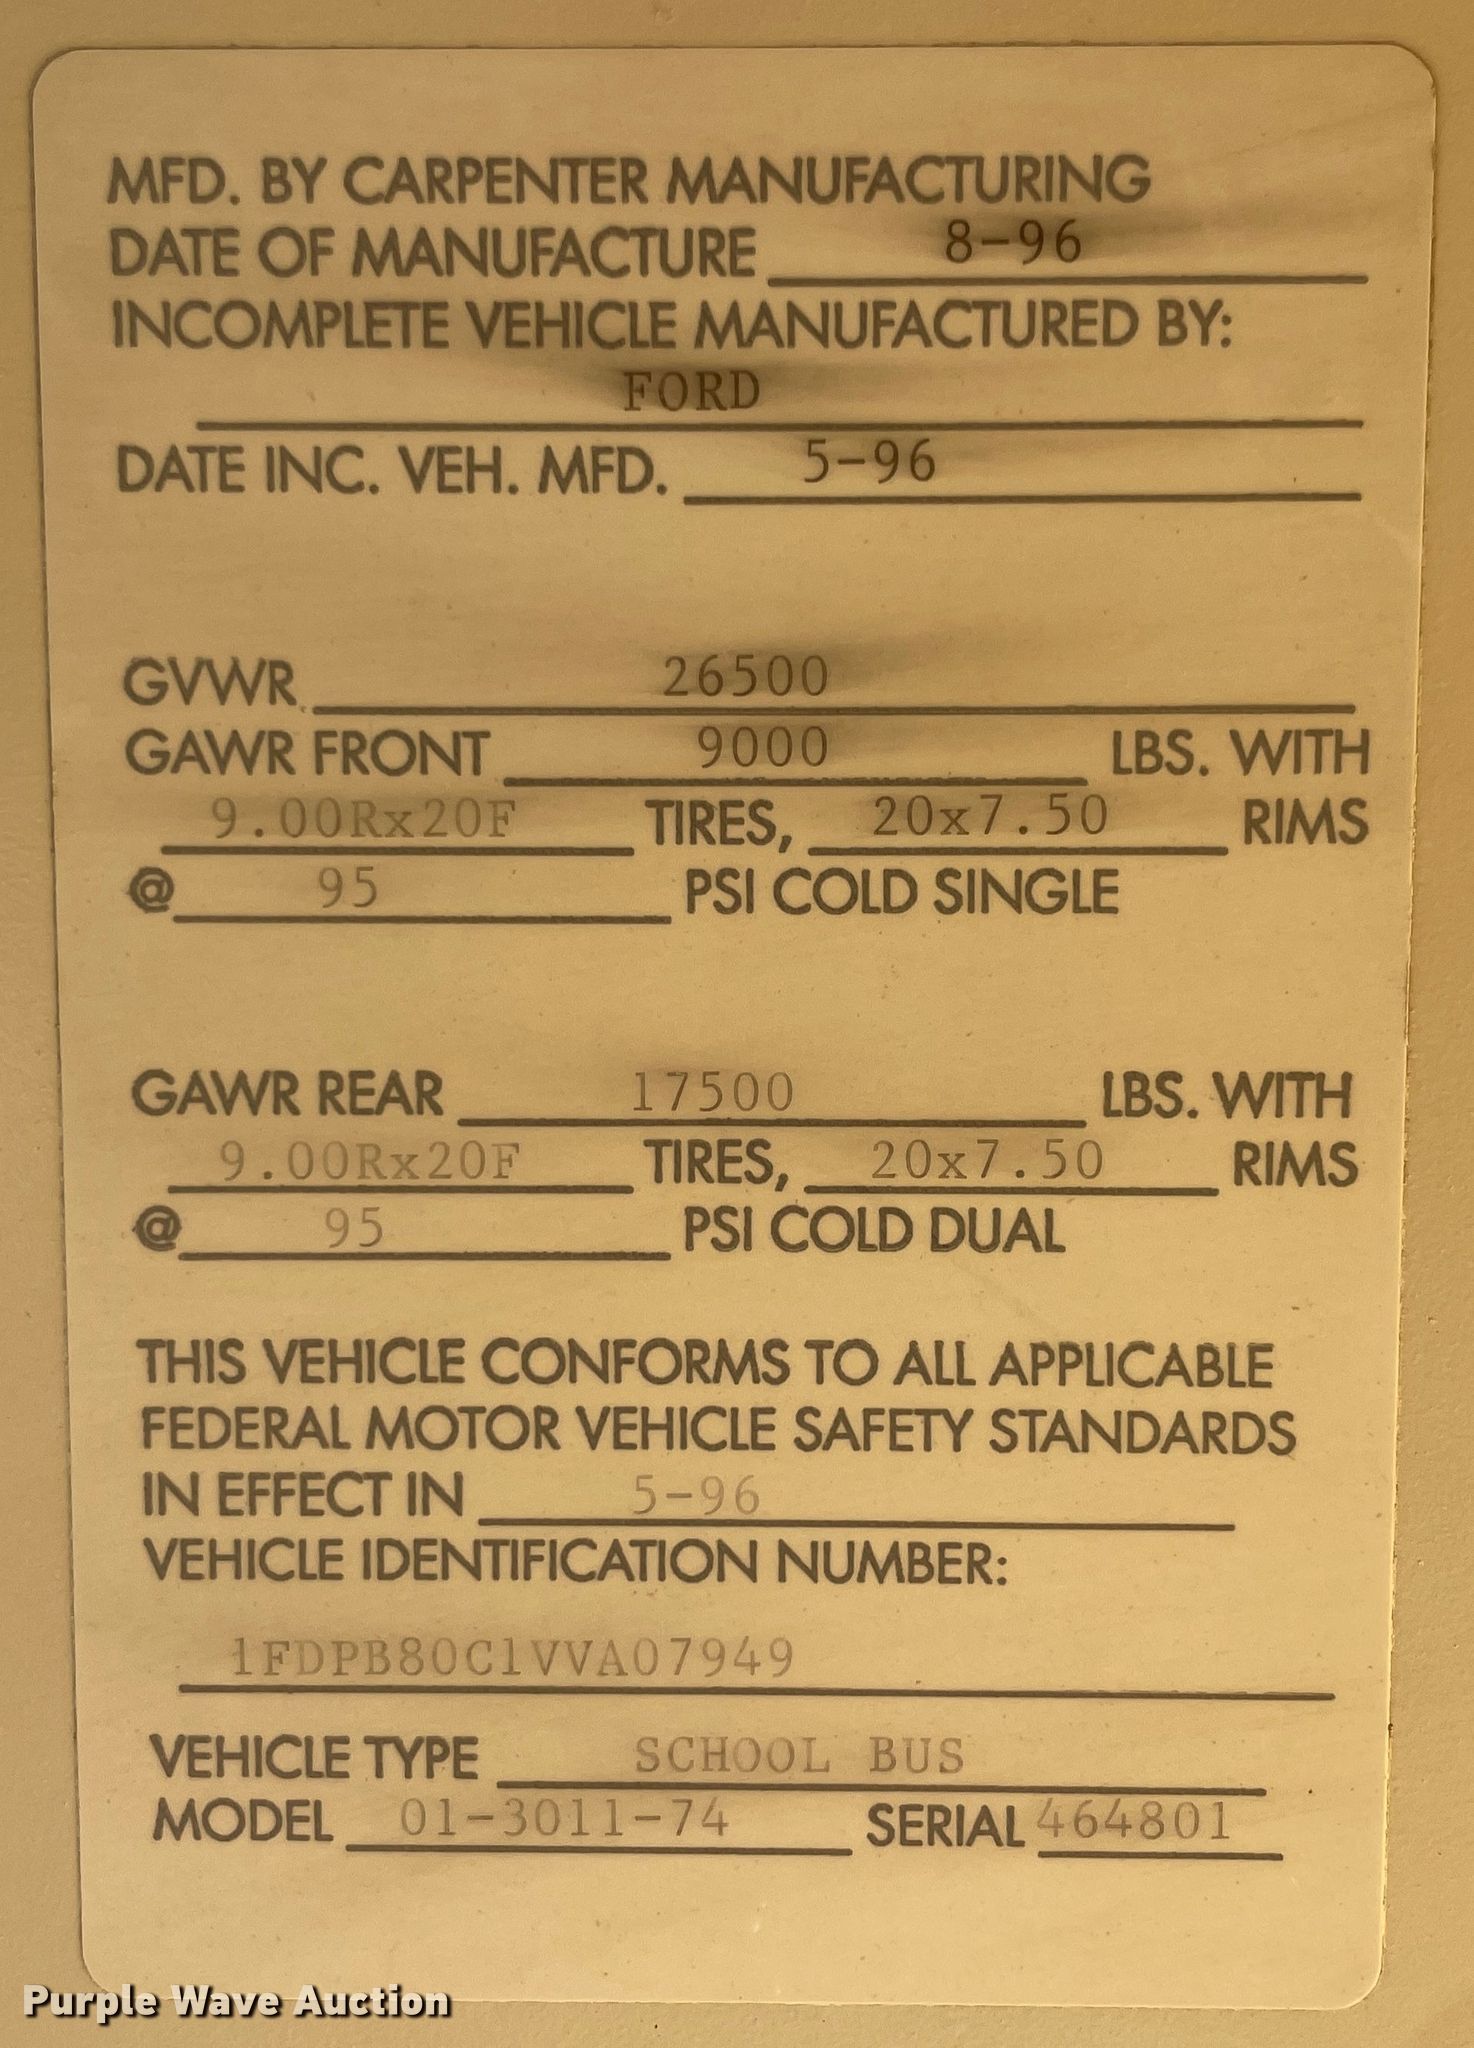 MFD. BY CARPENTER MANUFACTURING
DATE OF MANUFACTURE 8-96
INCOMPLETE VEHICLE MANUFACTURED BY:
FORD
DATE INC. VEH. MFD. 5-96
GVWR 26500
GAWR FRONT 9000 LBS. WITH
9.00Rx20F TIRES, 20x7.50 RIMS
@ 95 PSI COLD SINGLE
GAWR REAR 17500 LBS. WITH
9.00Rx20F TIRES, 20x7.50 RIMS
@ 95 PSI COLD DUAL
THIS VEHICLE CONFORMS TO ALL APPLICABLE
FEDERAL MOTOR VEHICLE SAFETY STANDARDS
IN EFFECT IN 5-96
VEHICLE IDENTIFICATION NUMBER:
1FDPB80C1VVA07949
VEHICLE TYPE SCHOOL BUS
MODEL 01-3011-74 SERIAL 464801
Purple Wave Auction